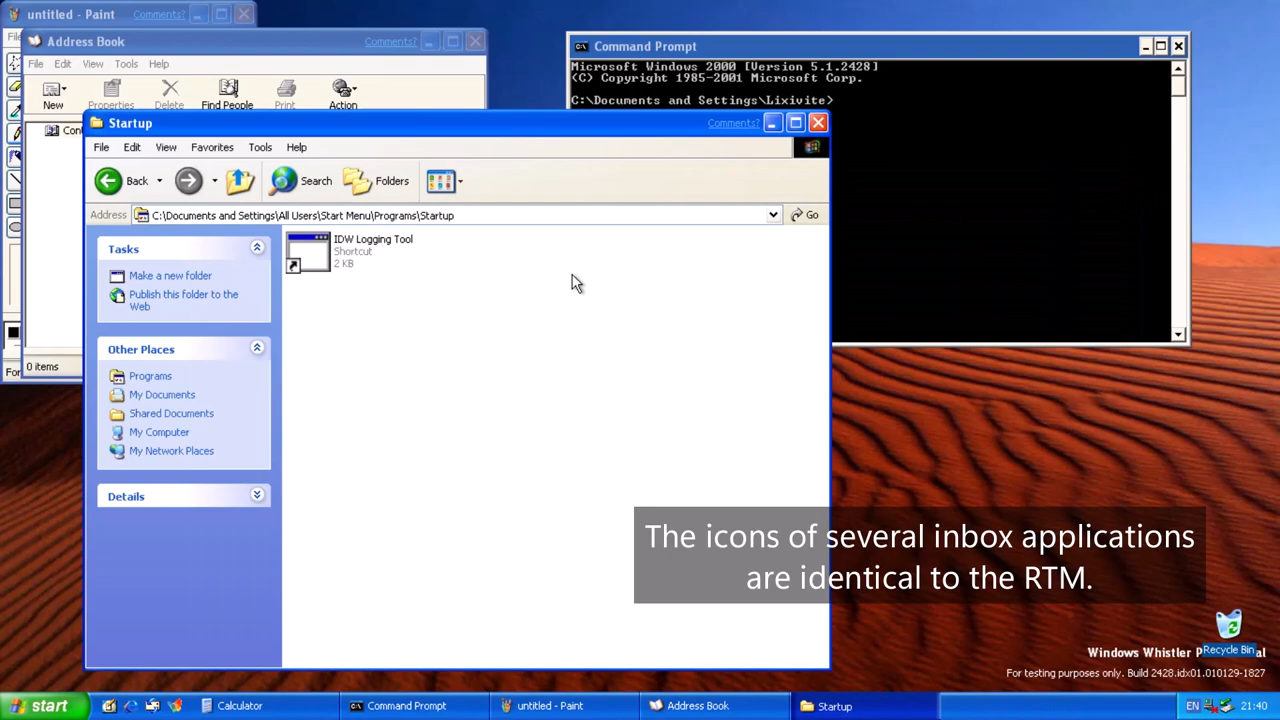 untitled - Paint
Comments?
Address Book
Comments?
File Edit View Tools Help
New Properties Delete Find People Print Action
0 items
Command Prompt
Microsoft Windows 2000 [Version 5.1.2428]
(C) Copyright 1985-2001 Microsoft Corp.
C:\Documents and Settings\Lixivite>
Startup
Comments?
File Edit View Favorites Tools Help
Back Search Folders
Address C:\Documents and Settings\All Users\Start Menu\Programs\Startup Go
Tasks
Make a new folder
Publish this folder to the
Web
Other Places
Programs
My Documents
Shared Documents
My Computer
My Network Places
Details
IDW Logging Tool
Shortcut
2 KB
The icons of several inbox applications
are identical to the RTM.
Recycle Bin
Windows Whistler
For testing purposes only. Build 2428.idx01.010129-1827
start Calculator Command Prompt untitled - Paint Address Book Startup EN 21:40